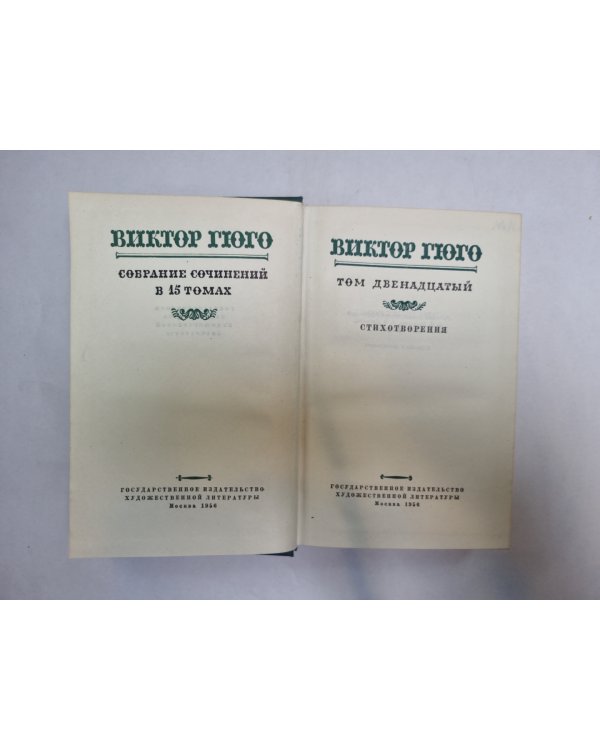 ВИКТОР ГЮГО
СОБРАНИЕ СОЧИНЕНИЙ
В 15 ТОМАХ
ГОСУДАРСТВЕННОЕ ИЗДАТЕЛЬСТВО
ХУДОЖЕСТВЕННОЙ ЛИТЕРАТУРЫ
Москва 1956
ВИКТОР ГЮГО
ТОМ ДВЕНАДЦАТЫЙ
СТИХОТВОРЕНИЯ
ГОСУДАРСТВЕННОЕ ИЗДАТЕЛЬСТВО
ХУДОЖЕСТВЕННОЙ ЛИТЕРАТУРЫ
Москва 1956